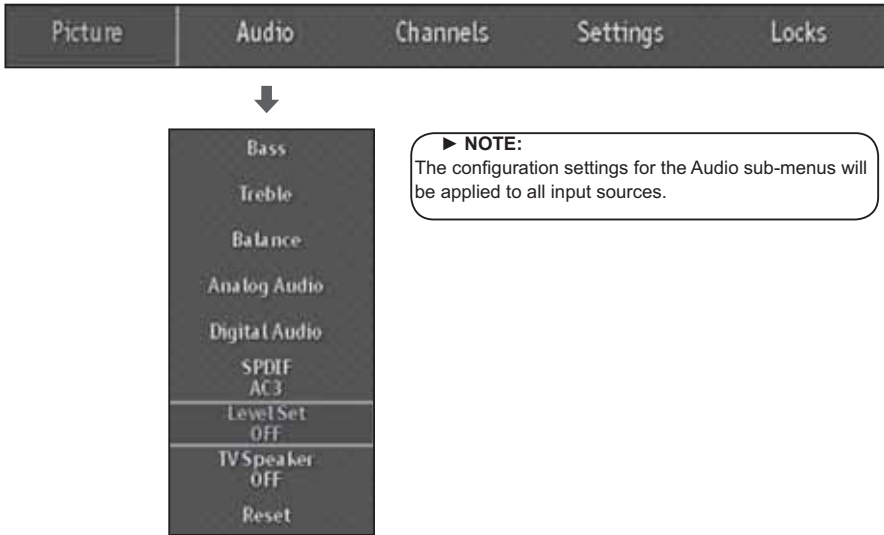 Picture Audio Channels Settings Locks
Bass
Treble
Balance
Analog Audio
Digital Audio
SPDIF
AC3
Level Set
OFF
TV Speaker
OFF
Reset
► NOTE:
The configuration settings for the Audio sub-menus will
be applied to all input sources.